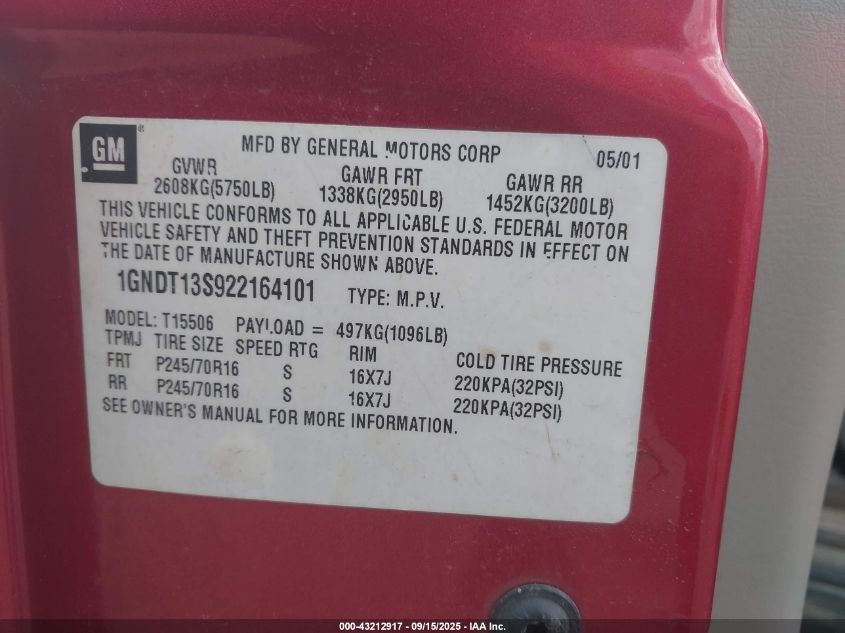 GM
MFD BY GENERAL MOTORS CORP 05/01
GVWR GAWR FRT GAWR RR
2608KG(5750LB) 1338KG(2950LB) 1452KG(3200LB)
THIS VEHICLE CONFORMS TO ALL APPLICABLE U.S. FEDERAL MOTOR
VEHICLE SAFETY AND THEFT PREVENTION STANDARDS IN EFFECT ON
THE DATE OF MANUFACTURE SHOWN ABOVE.
1GNDT13S922164101 TYPE: M.P.V.
MODEL: T15506 PAYLOAD = 497KG(1096LB)
TPMJ TIRE SIZE SPEED RTG RIM COLD TIRE PRESSURE
FRT P245/70R16 S 16X7J 220KPA(32PSI)
RR P245/70R16 S 16X7J 220KPA(32PSI)
SEE OWNER'S MANUAL FOR MORE INFORMATION.
000-43212917 - 09/15/2025 - IAA Inc.